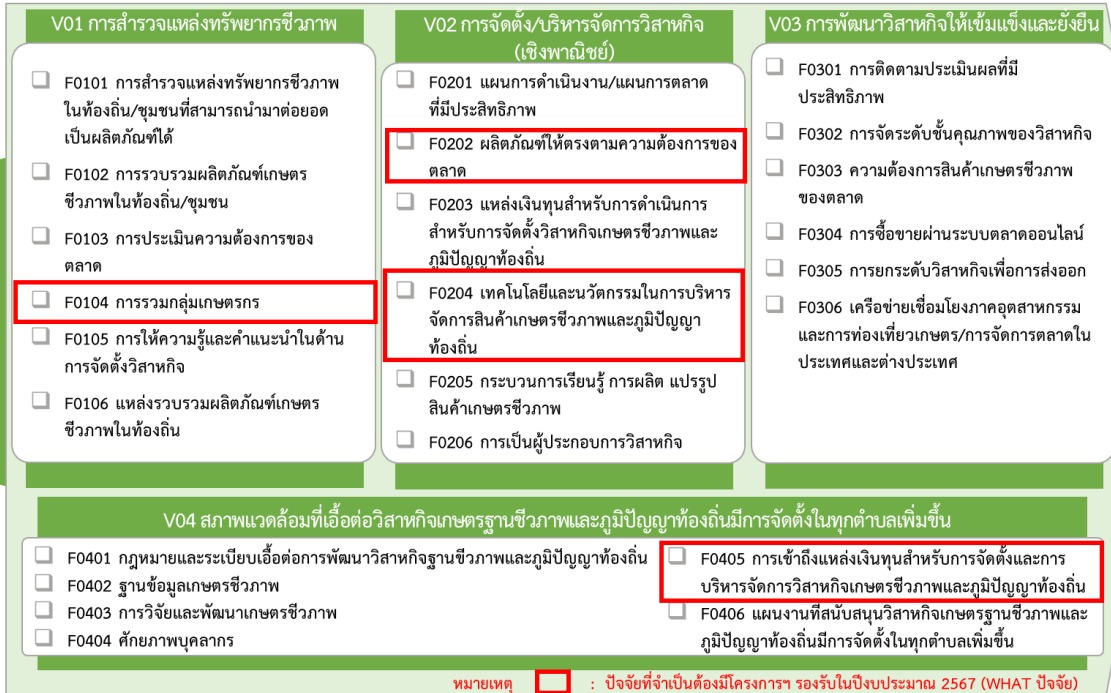 V01 การสำรวจแหล่งทรัพยากรชีวภาพ
F0101 การสำรวจแหล่งทรัพยากรชีวภาพ
ในท้องถิ่น/ชุมชนที่สามารถนำมาต่อยอด
เป็นผลิตภัณฑ์ได้
F0102 การรวบรวมผลิตภัณฑ์เกษตร
ชีวภาพในท้องถิ่น/ชุมชน
F0103 การประเมินความต้องการของ
ตลาด
F0104 การรวมกลุ่มเกษตรกร
F0105 การให้ความรู้และคำแนะนำในด้าน
การจัดตั้งวิสาหกิจ
F0106 แหล่งรวบรวมผลิตภัณฑ์เกษตร
ชีวภาพในท้องถิ่น
V02 การจัดตั้ง/บริหารจัดการวิสาหกิจ
(เชิงพาณิชย์)
F0201 แผนการดำเนินงาน/แผนการตลาด
ที่มีประสิทธิภาพ
F0202 ผลิตภัณฑ์ให้ตรงตามความต้องการของ
ตลาด
F0203 แหล่งเงินทุนสำหรับการดำเนินการ
สำหรับการจัดตั้งวิสาหกิจเกษตรชีวภาพและ
ภูมิปัญญาท้องถิ่น
F0204 เทคโนโลยีและนวัตกรรมในการบริหาร
จัดการสินค้าเกษตรชีวภาพและภูมิปัญญา
ท้องถิ่น
F0205 กระบวนการเรียนรู้ การผลิต แปรรูป
สินค้าเกษตรชีวภาพ
F0206 การเป็นผู้ประกอบการวิสาหกิจ
V03 การพัฒนาวิสาหกิจให้เข้มแข็งและยั่งยืน
F0301 การติดตามประเมินผลที่มี
ประสิทธิภาพ
F0302 การจัดระดับชั้นคุณภาพของวิสาหกิจ
F0303 ความต้องการสินค้าเกษตรชีวภาพ
ของตลาด
F0304 การซื้อขายผ่านระบบตลาดออนไลน์
F0305 การยกระดับวิสาหกิจเพื่อการส่งออก
F0306 เครือข่ายเชื่อมโยงภาคอุตสาหกรรม
และการท่องเที่ยวเกษตร/การจัดการตลาดใน
ประเทศและต่างประเทศ
V04 สภาพแวดล้อมที่เอื้อต่อวิสาหกิจเกษตรฐานชีวภาพและภูมิปัญญาท้องถิ่นมีการจัดตั้งในทุกตำบลเพิ่มขึ้น
F0401 กฎหมายและระเบียบเอื้อต่อการพัฒนาวิสาหกิจฐานชีวภาพและภูมิปัญญาท้องถิ่น
F0402 ฐานข้อมูลเกษตรชีวภาพ
F0403 การวิจัยและพัฒนาเกษตรชีวภาพ
F0404 ศักยภาพบุคลากร
F0405 การเข้าถึงแหล่งเงินทุนสำหรับการจัดตั้งและการ
บริหารจัดการวิสาหกิจเกษตรชีวภาพและภูมิปัญญาท้องถิ่น
F0406 แผนงานที่สนับสนุนวิสาหกิจเกษตรฐานชีวภาพและ
ภูมิปัญญาท้องถิ่นมีการจัดตั้งในทุกตำบลเพิ่มขึ้น
หมายเหตุ : ปัจจัยที่จำเป็นต้องมีโครงการฯ รองรับในปีงบประมาณ 2567 (WHAT ปัจจัย)